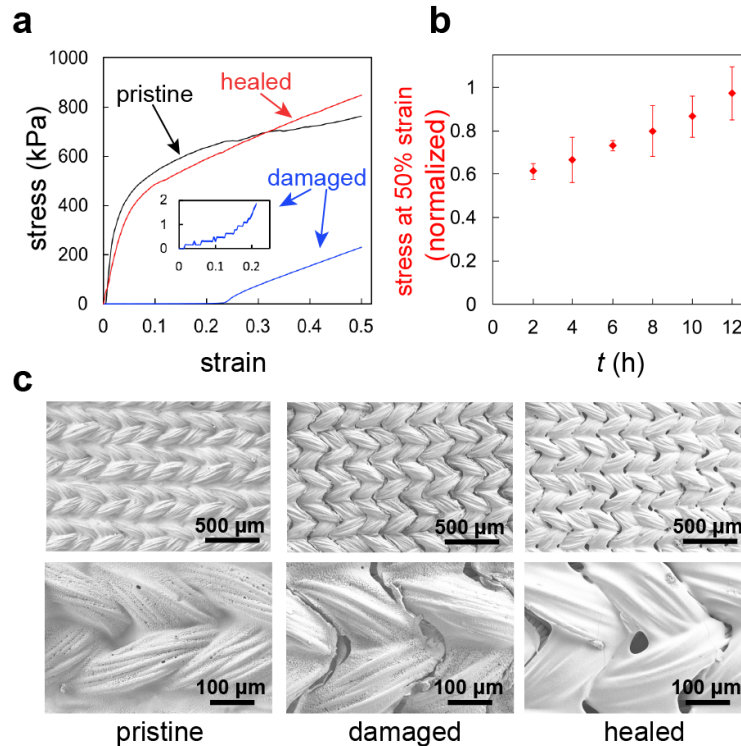 a
1000
800
600
400
200
0
stress (kPa)
pristine
healed
damaged
2
1
0
0 0.1 0.2
0 0.1 0.2 0.3 0.4 0.5
strain
b
1
0.8
0.6
0.4
0.2
0
stress at 50% strain
(normalized)
0 2 4 6 8 10 12
t (h)
c
500 μm
500 μm
500 μm
100 μm
100 μm
100 μm
pristine
damaged
healed